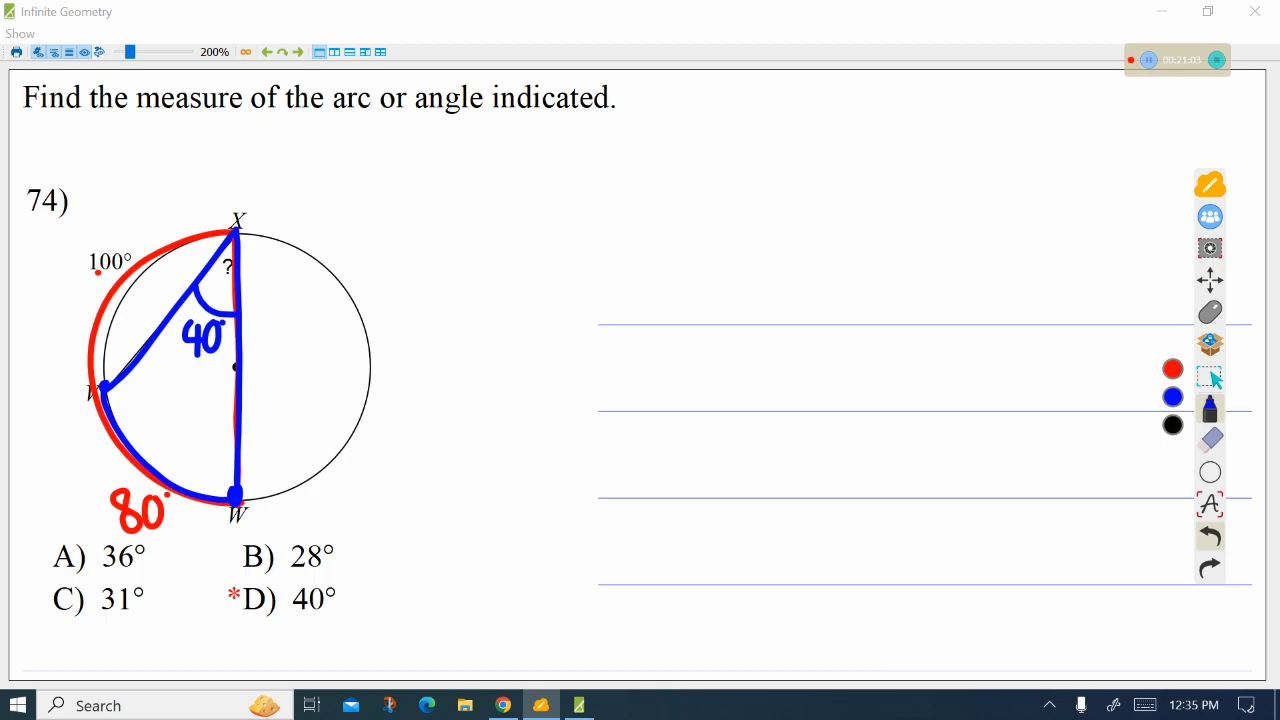 Infinite Geometry
Show
200%
00:21:03
Find the measure of the arc or angle indicated.
74)
X
100°
?
40°
W
80°
A) 36° B) 28°
C) 31° *D) 40°
Search
12:35 PM